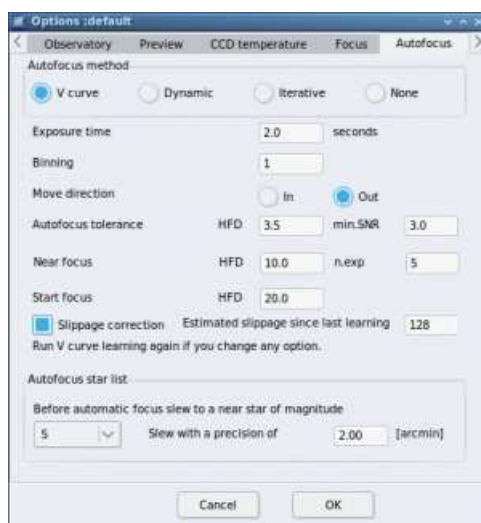 Options :default
Observatory Preview CCD temperature Focus Autofocus
Autofocus method
V curve Dynamic Iterative None
Exposure time 2.0 seconds
Binning 1
Move direction In Out
Autofocus tolerance HFD 3.5 min.SNR 3.0
Near focus HFD 10.0 n.exp 5
Start focus HFD 20.0
Slippage correction Estimated slippage since last learning 128
Run V curve learning again if you change any option.
Autofocus star list
Before automatic focus slew to a near star of magnitude
5 Slew with a precision of 2.00 [arcmin]
Cancel OK